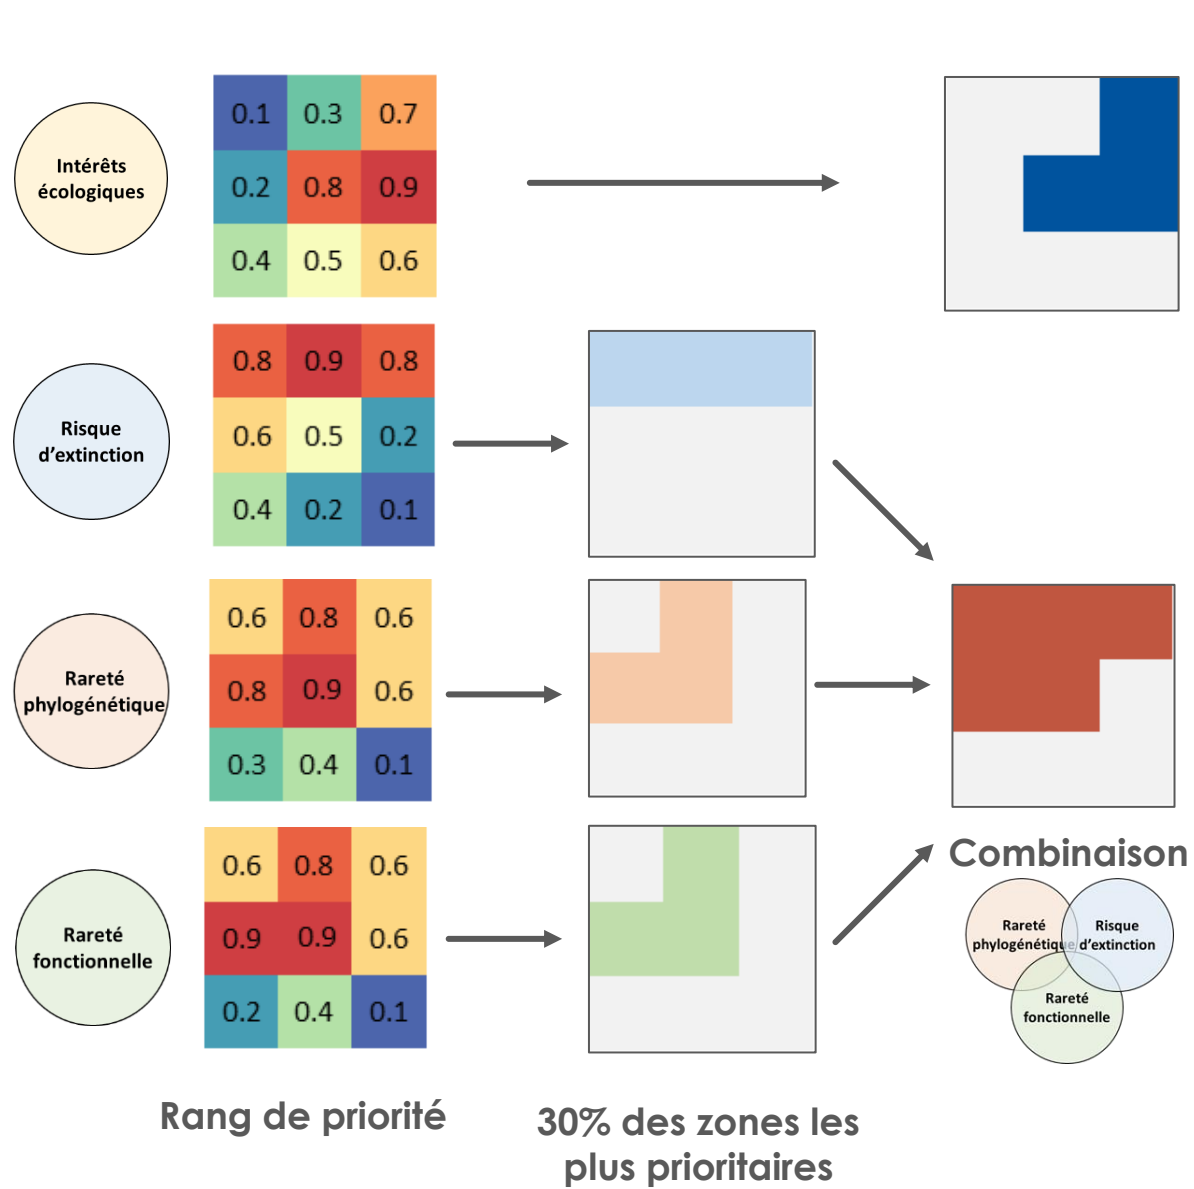 Intérêts
écologiques
0.1 0.3 0.7
0.2 0.8 0.9
0.4 0.5 0.6
Risque
d'extinction
0.8 0.9 0.8
0.6 0.5 0.2
0.4 0.2 0.1
Rareté
phylogénétique
0.6 0.8 0.6
0.8 0.9 0.6
0.3 0.4 0.1
Rareté
fonctionnelle
0.6 0.8 0.6
0.9 0.9 0.6
0.2 0.4 0.1
Combinaison
Rareté
phylogénétique
Risque
d'extinction
Rareté
fonctionnelle
Rang de priorité
30% des zones les
plus prioritaires